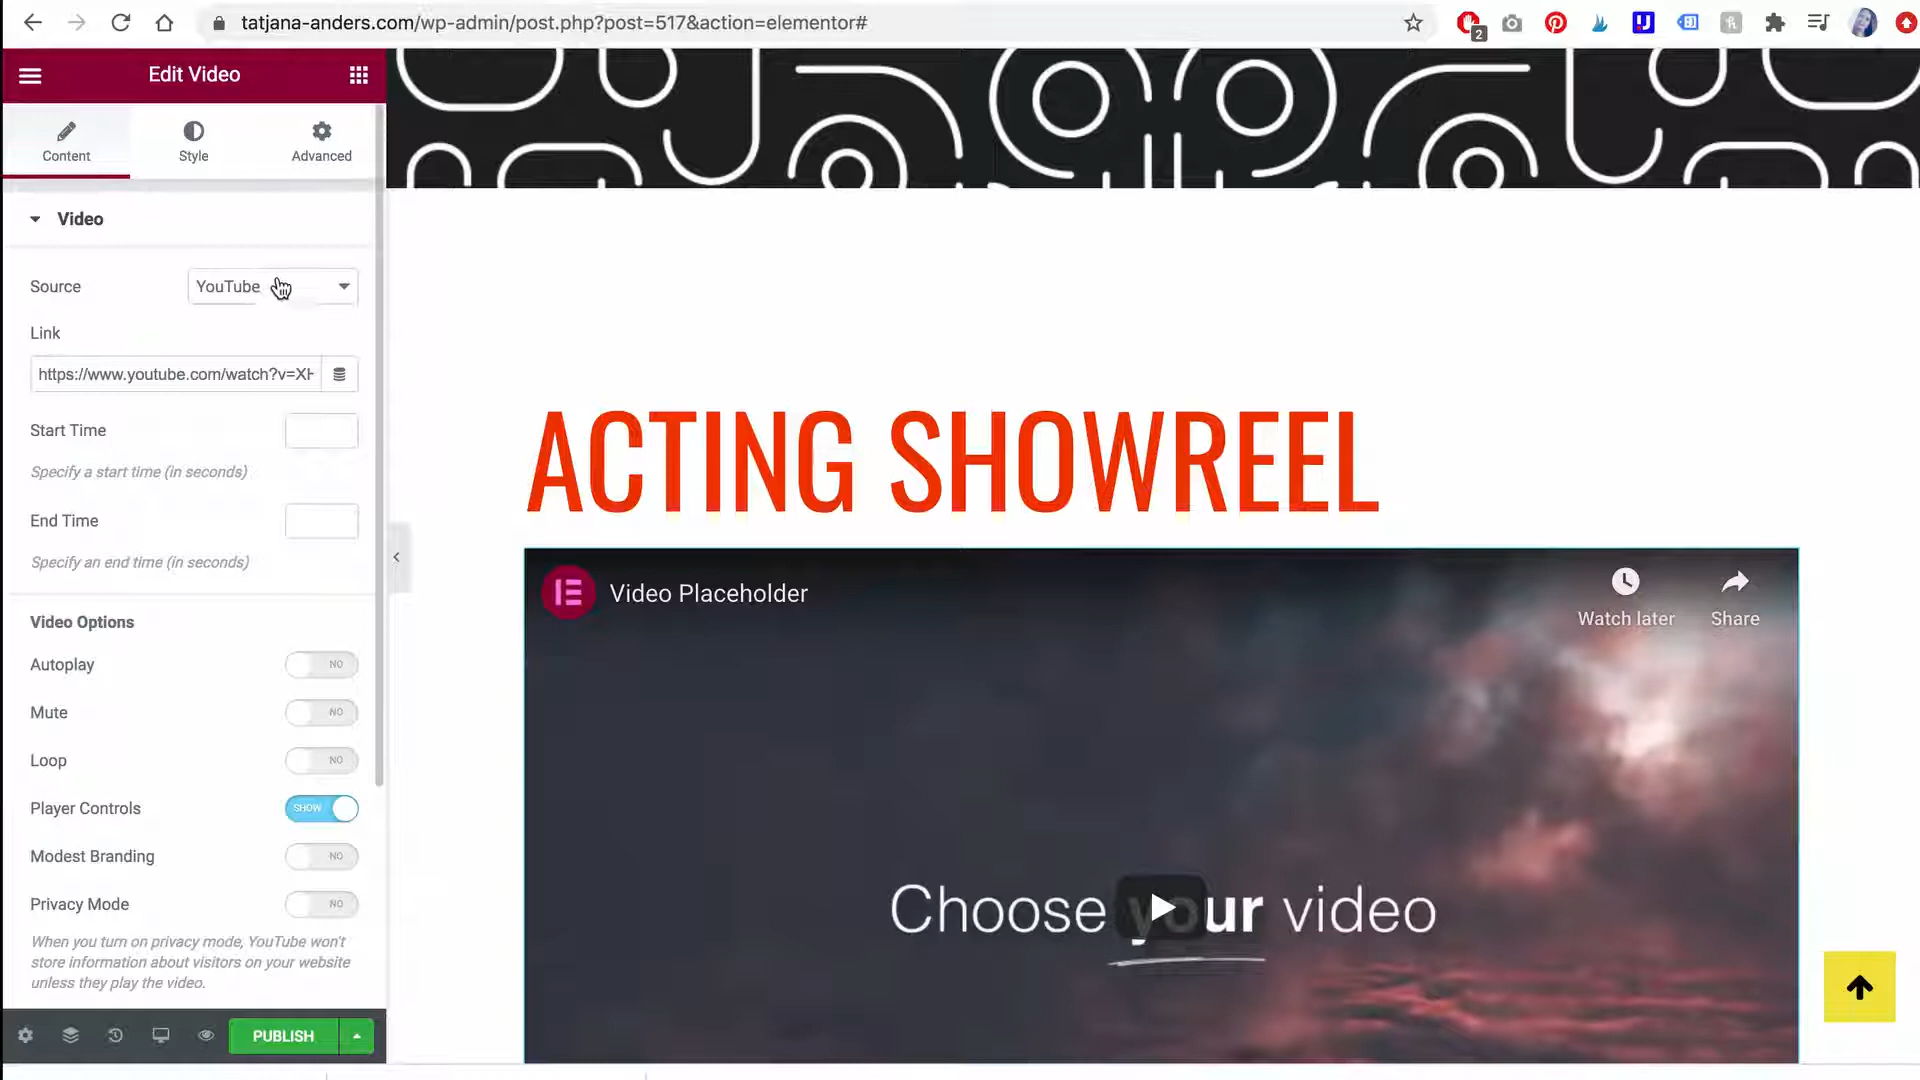 tatjana-anders.com/wp-admin/post.php?post=517&action=elementor#
2
Edit Video
Content
Style
Advanced
Video
Source
YouTube
Link
https://www.youtube.com/watch?v=XH
Start Time
Specify a start time (in seconds)
End Time
Specify an end time (in seconds)
Video Options
Autoplay
NO
Mute
NO
Loop
NO
Player Controls
SHOW
Modest Branding
NO
Privacy Mode
NO
When you turn on privacy mode, YouTube won't
store information about visitors on your website
unless they play the video.
PUBLISH
ACTING SHOWREEL
Video Placeholder
Watch later
Share
Choose your video